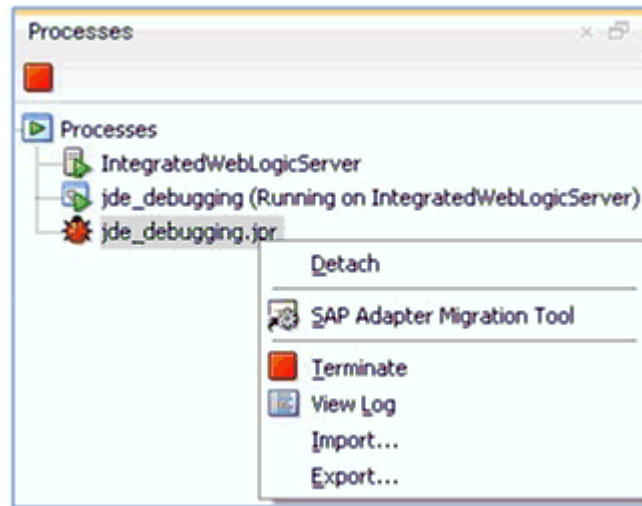 Processes
Processes
IntegratedWebLogicServer
jde_debugging (Running on IntegratedWebLogicServer)
jde_debugging.jpr
Detach
SAP Adapter Migration Tool
Terminate
View Log
Import...
Export...